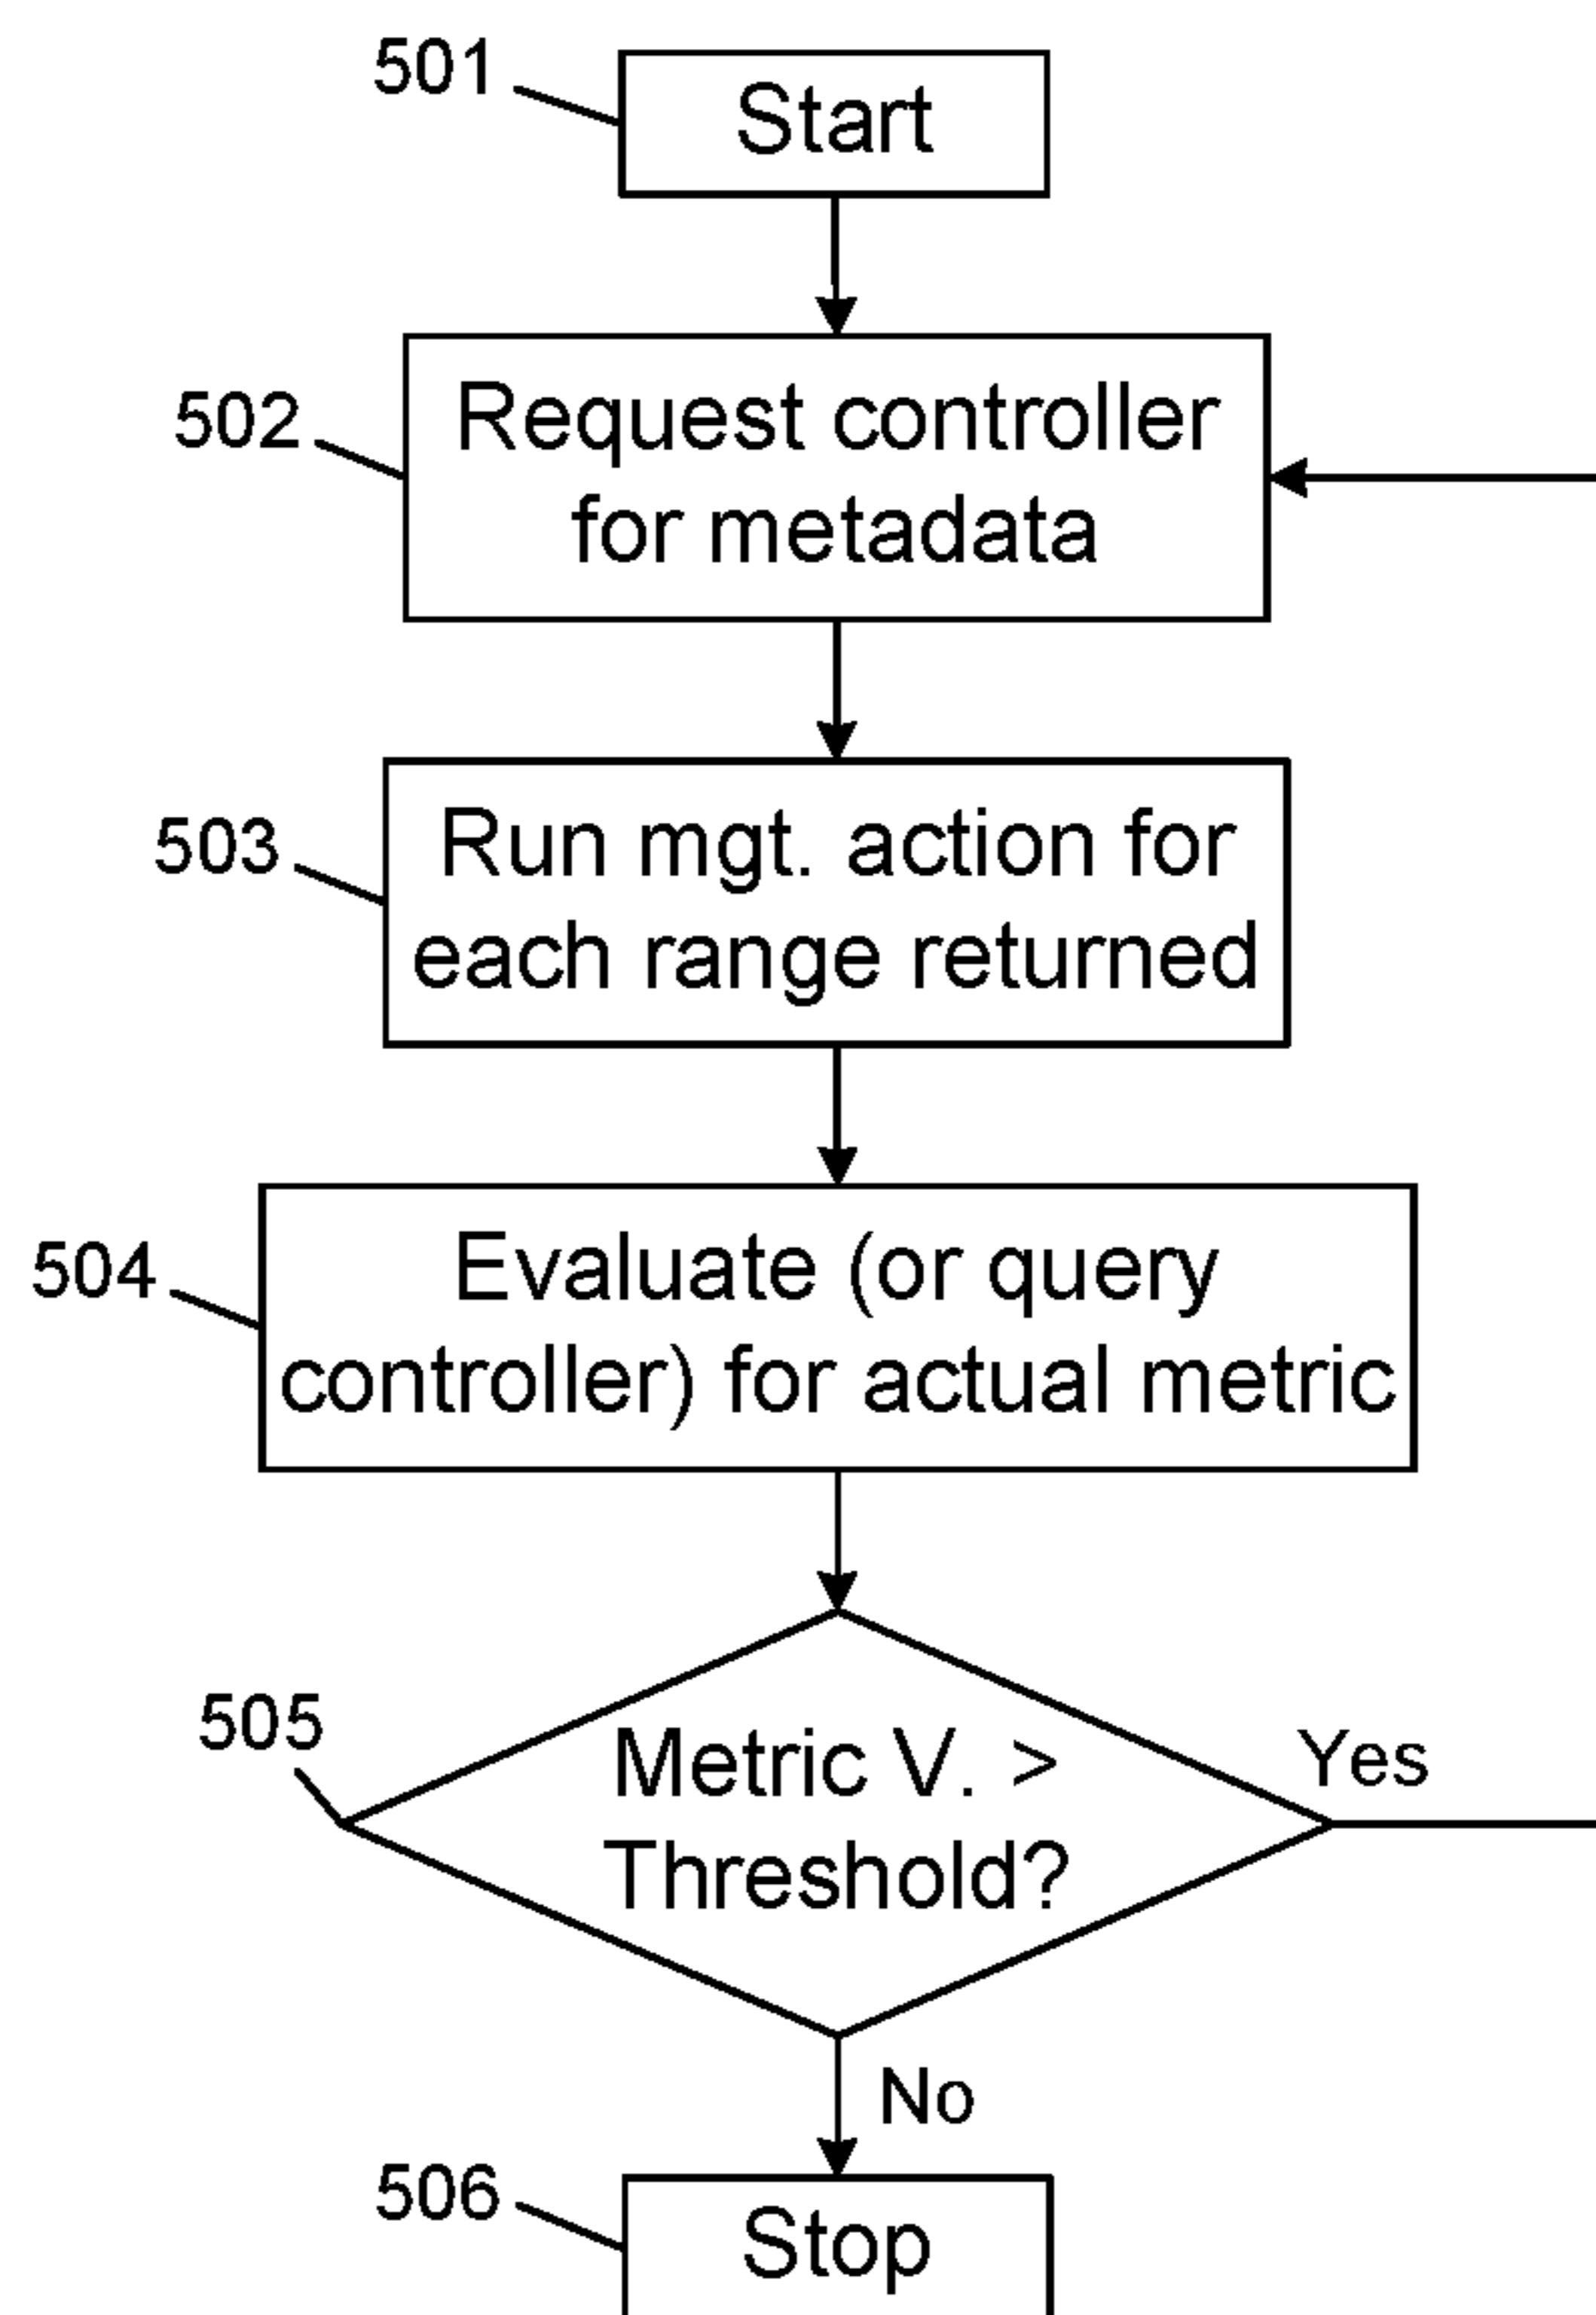 501
Start
502
Request controller
for metadata
503
Run mgt. action for
each range returned
504
Evaluate (or query
controller) for actual metric
505
Metric V. >
Threshold?
Yes
No
506
Stop